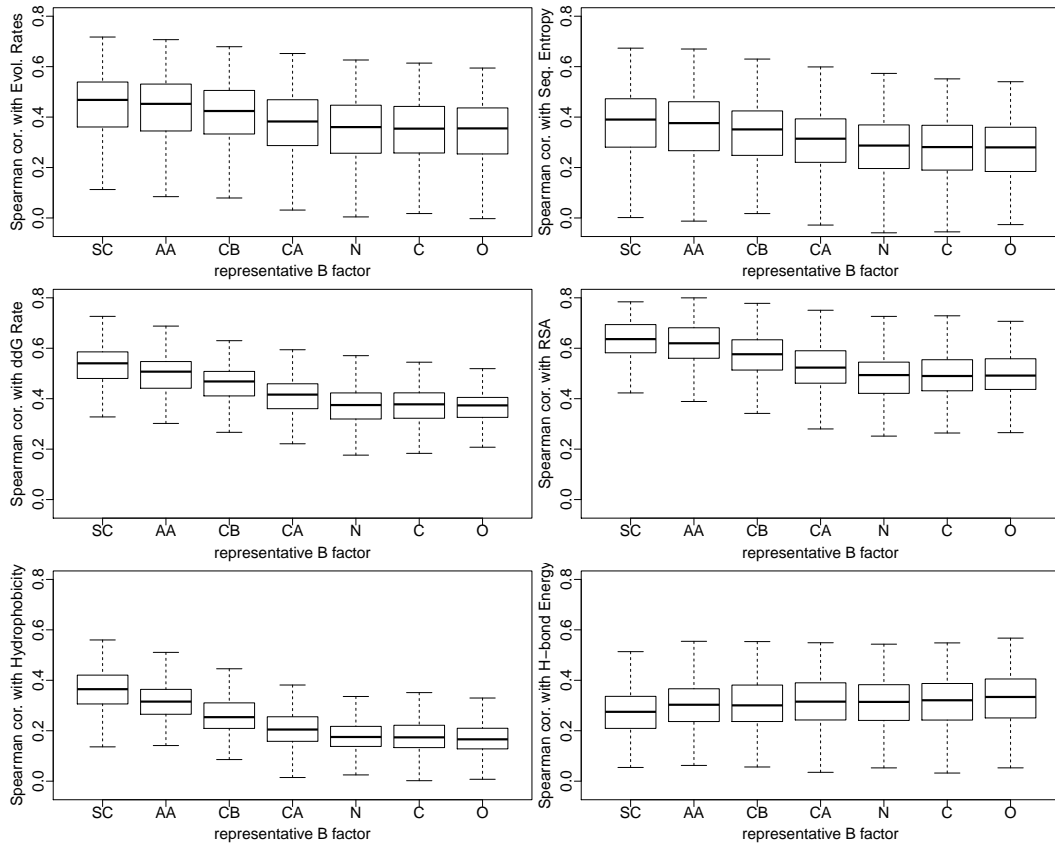 Spearman cor. with Evol. Rates
0.8
0.6
0.4
0.2
0.0
SC AA CB CA N C O
representative B factor
Spearman cor. with Seq. Entropy
0.8
0.6
0.4
0.2
0.0
SC AA CB CA N C O
representative B factor
Spearman cor. with ddG Rate
0.8
0.6
0.4
0.2
0.0
SC AA CB CA N C O
representative B factor
Spearman cor. with RSA
0.8
0.6
0.4
0.2
0.0
SC AA CB CA N C O
representative B factor
Spearman cor. with Hydrophobicity
0.8
0.6
0.4
0.2
0.0
SC AA CB CA N C O
representative B factor
Spearman cor. with H−bond Energy
0.8
0.6
0.4
0.2
0.0
SC AA CB CA N C O
representative B factor